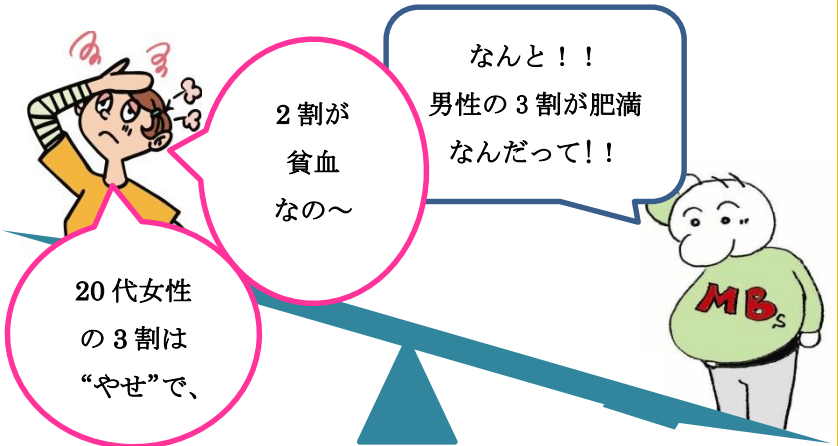 なんと！！
男性の3割が肥満
なんだって！！
20代女性
の3割は
“やせ”で、
2割が
貧血
なの～
MBs